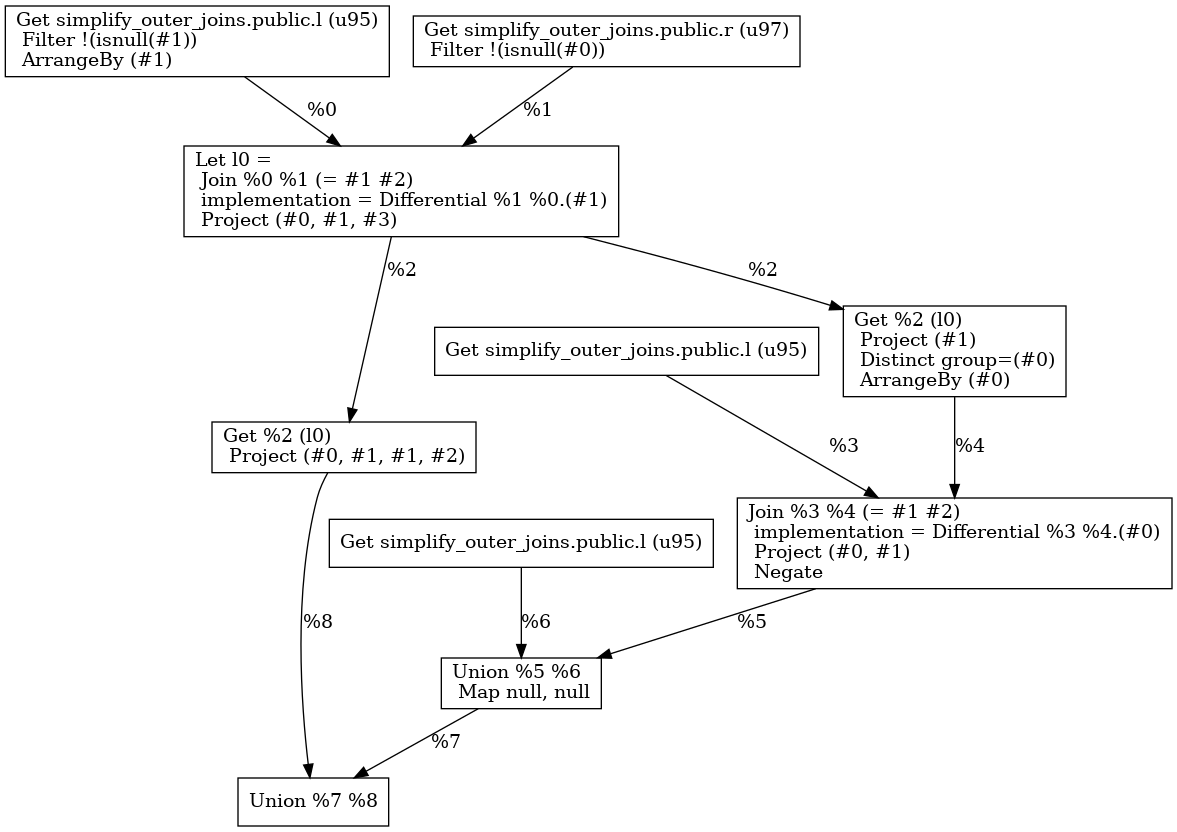 Get simplify_outer_joins.public.l (u95)
Filter !(isnull(#1))
ArrangeBy (#1)
Get simplify_outer_joins.public.r (u97)
Filter !(isnull(#0))
%0
%1
Let l0 =
Join %0 %1 (= #1 #2)
implementation = Differential %1 %0.(#1)
Project (#0, #1, #3)
%2
%2
Get %2 (l0)
Project (#1)
Distinct group=(#0)
ArrangeBy (#0)
Get simplify_outer_joins.public.l (u95)
Get %2 (l0)
Project (#0, #1, #1, #2)
%3
%4
Join %3 %4 (= #1 #2)
implementation = Differential %3 %4.(#0)
Project (#0, #1)
Negate
Get simplify_outer_joins.public.l (u95)
%8
%6
%5
Union %5 %6
Map null, null
%7
Union %7 %8